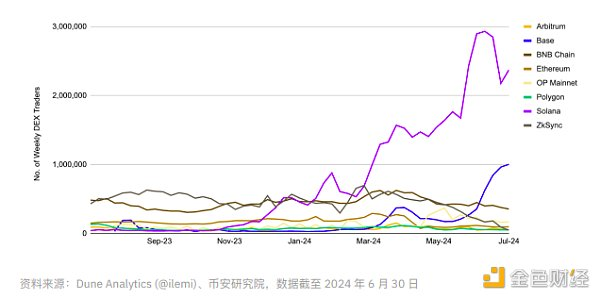 3,000,000
2,000,000
1,000,000
0
No. of Weekly DEX Traders
Sep-23
Nov-23
Jan-24
Mar-24
May-24
Jul-24
Arbitrum
Base
BNB Chain
Ethereum
OP Mainnet
Polygon
Solana
ZkSync
资料来源：Dune Analytics (@ilemi)、币安研究院，数据截至 2024 年 6 月 30 日
金色财经